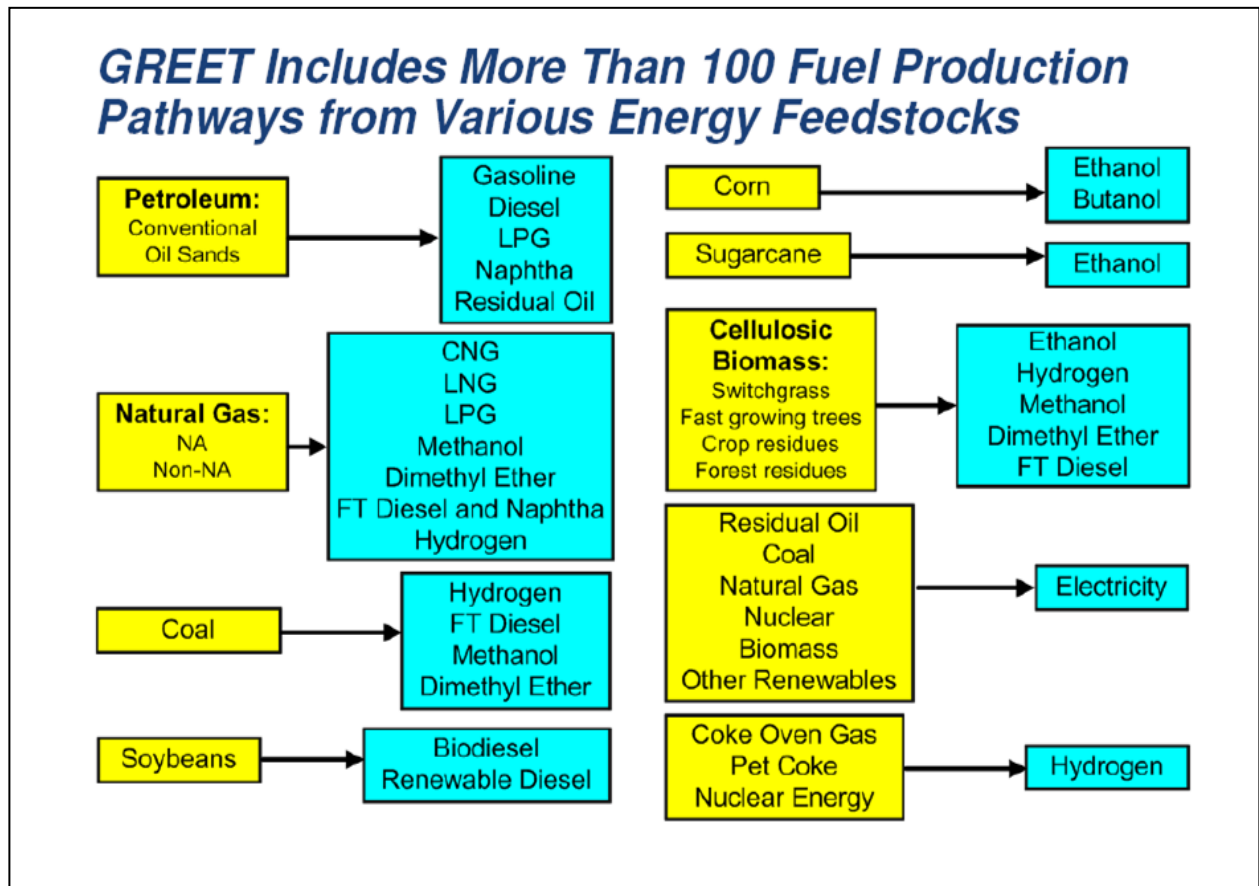 GREET Includes More Than 100 Fuel Production
Pathways from Various Energy Feedstocks
Petroleum:
Conventional
Oil Sands
Gasoline
Diesel
LPG
Naphtha
Residual Oil
Natural Gas:
NA
Non-NA
CNG
LNG
LPG
Methanol
Dimethyl Ether
FT Diesel and Naphtha
Hydrogen
Coal
Hydrogen
FT Diesel
Methanol
Dimethyl Ether
Soybeans
Biodiesel
Renewable Diesel
Corn
Ethanol
Butanol
Sugarcane
Ethanol
Cellulosic
Biomass:
Switchgrass
Fast growing trees
Crop residues
Forest residues
Ethanol
Hydrogen
Methanol
Dimethyl Ether
FT Diesel
Residual Oil
Coal
Natural Gas
Nuclear
Biomass
Other Renewables
Electricity
Coke Oven Gas
Pet Coke
Nuclear Energy
Hydrogen